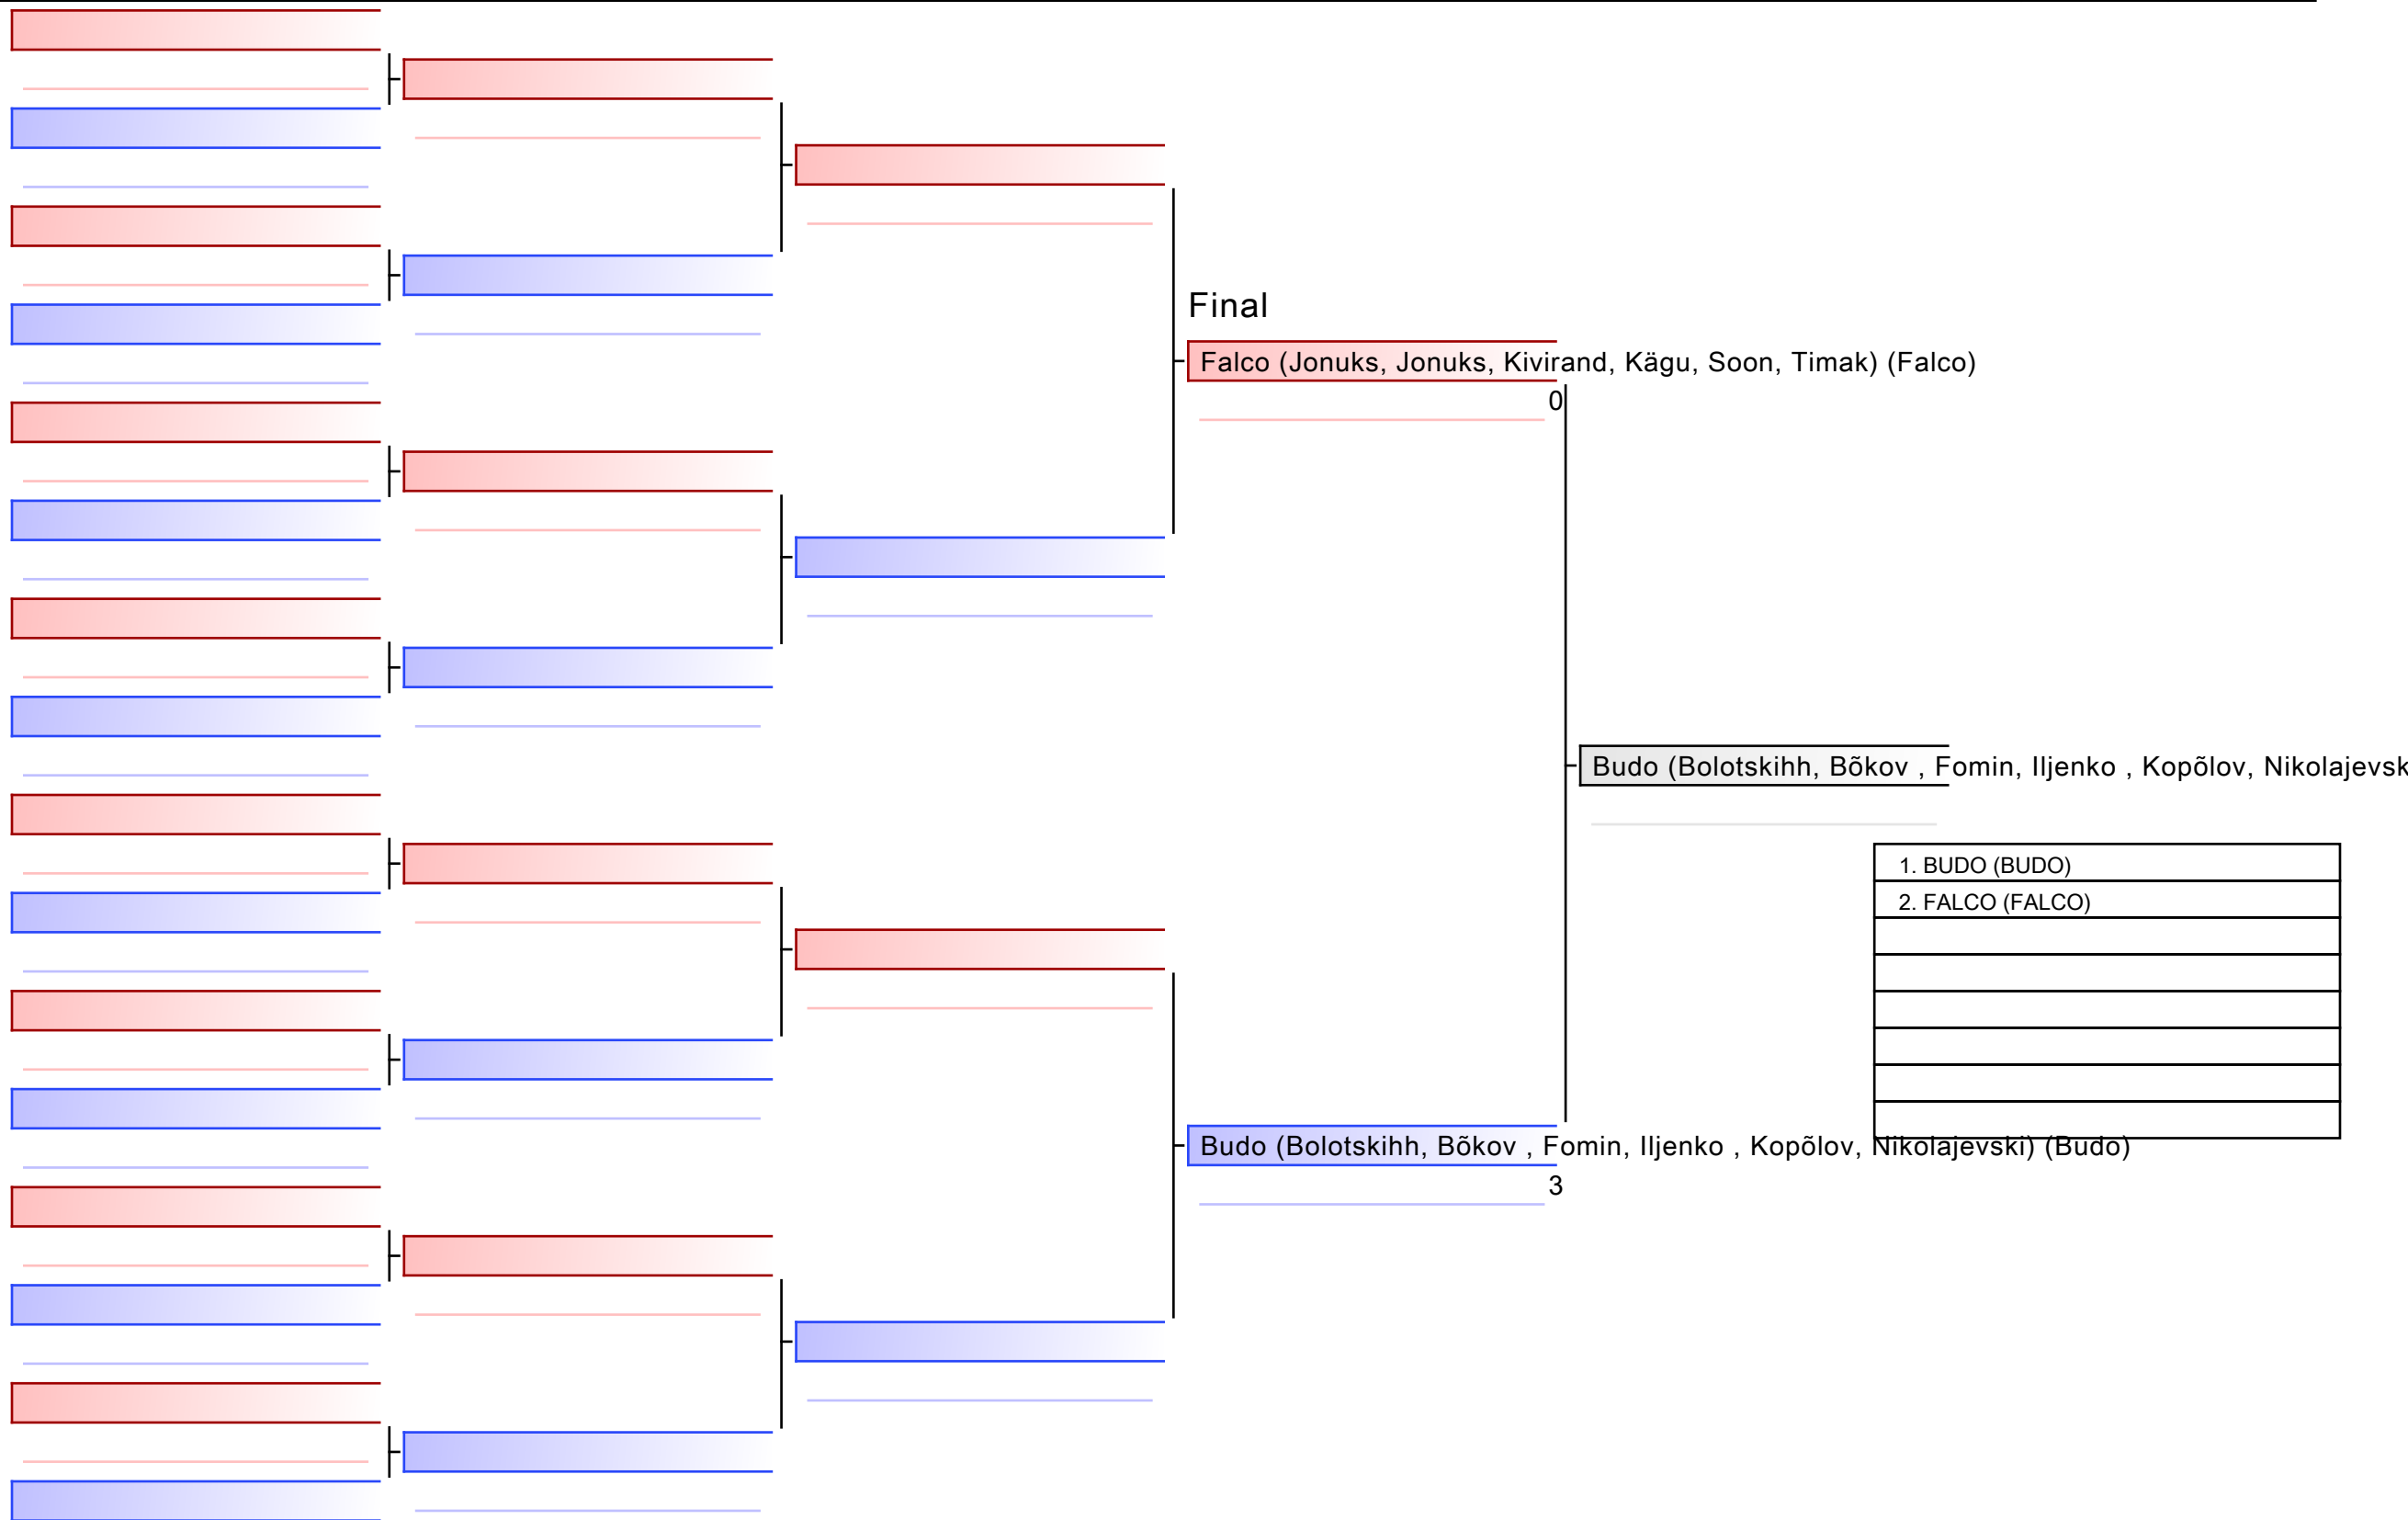 Final
Falco (Jonuks, Jonuks, Kivirand, Kägu, Soon, Timak) (Falco)
0
Budo (Bolotskihh, Bõkov , Fomin, Iljenko , Kopõlov, Nikolajevsk
1. BUDO (BUDO)
2. FALCO (FALCO)
Budo (Bolotskihh, Bõkov , Fomin, Iljenko , Kopõlov, Nikolajevski) (Budo)
3